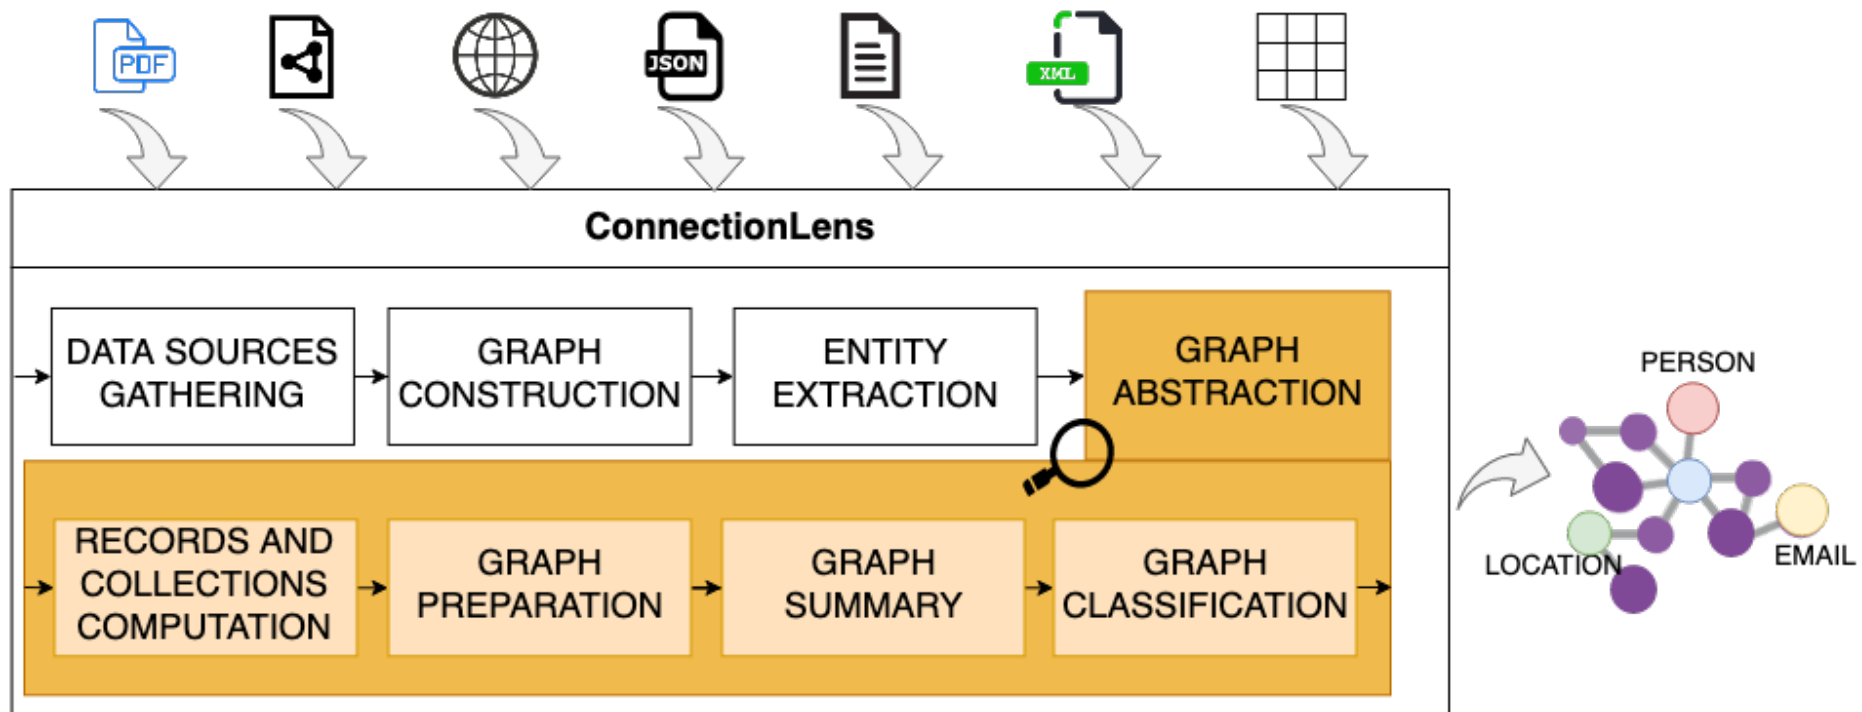 PDF
JSON
XML
ConnectionLens
DATA SOURCES
GATHERING
GRAPH
CONSTRUCTION
ENTITY
EXTRACTION
GRAPH
ABSTRACTION
RECORDS AND
COLLECTIONS
COMPUTATION
GRAPH
PREPARATION
GRAPH
SUMMARY
GRAPH
CLASSIFICATION
PERSON
LOCATION
EMAIL